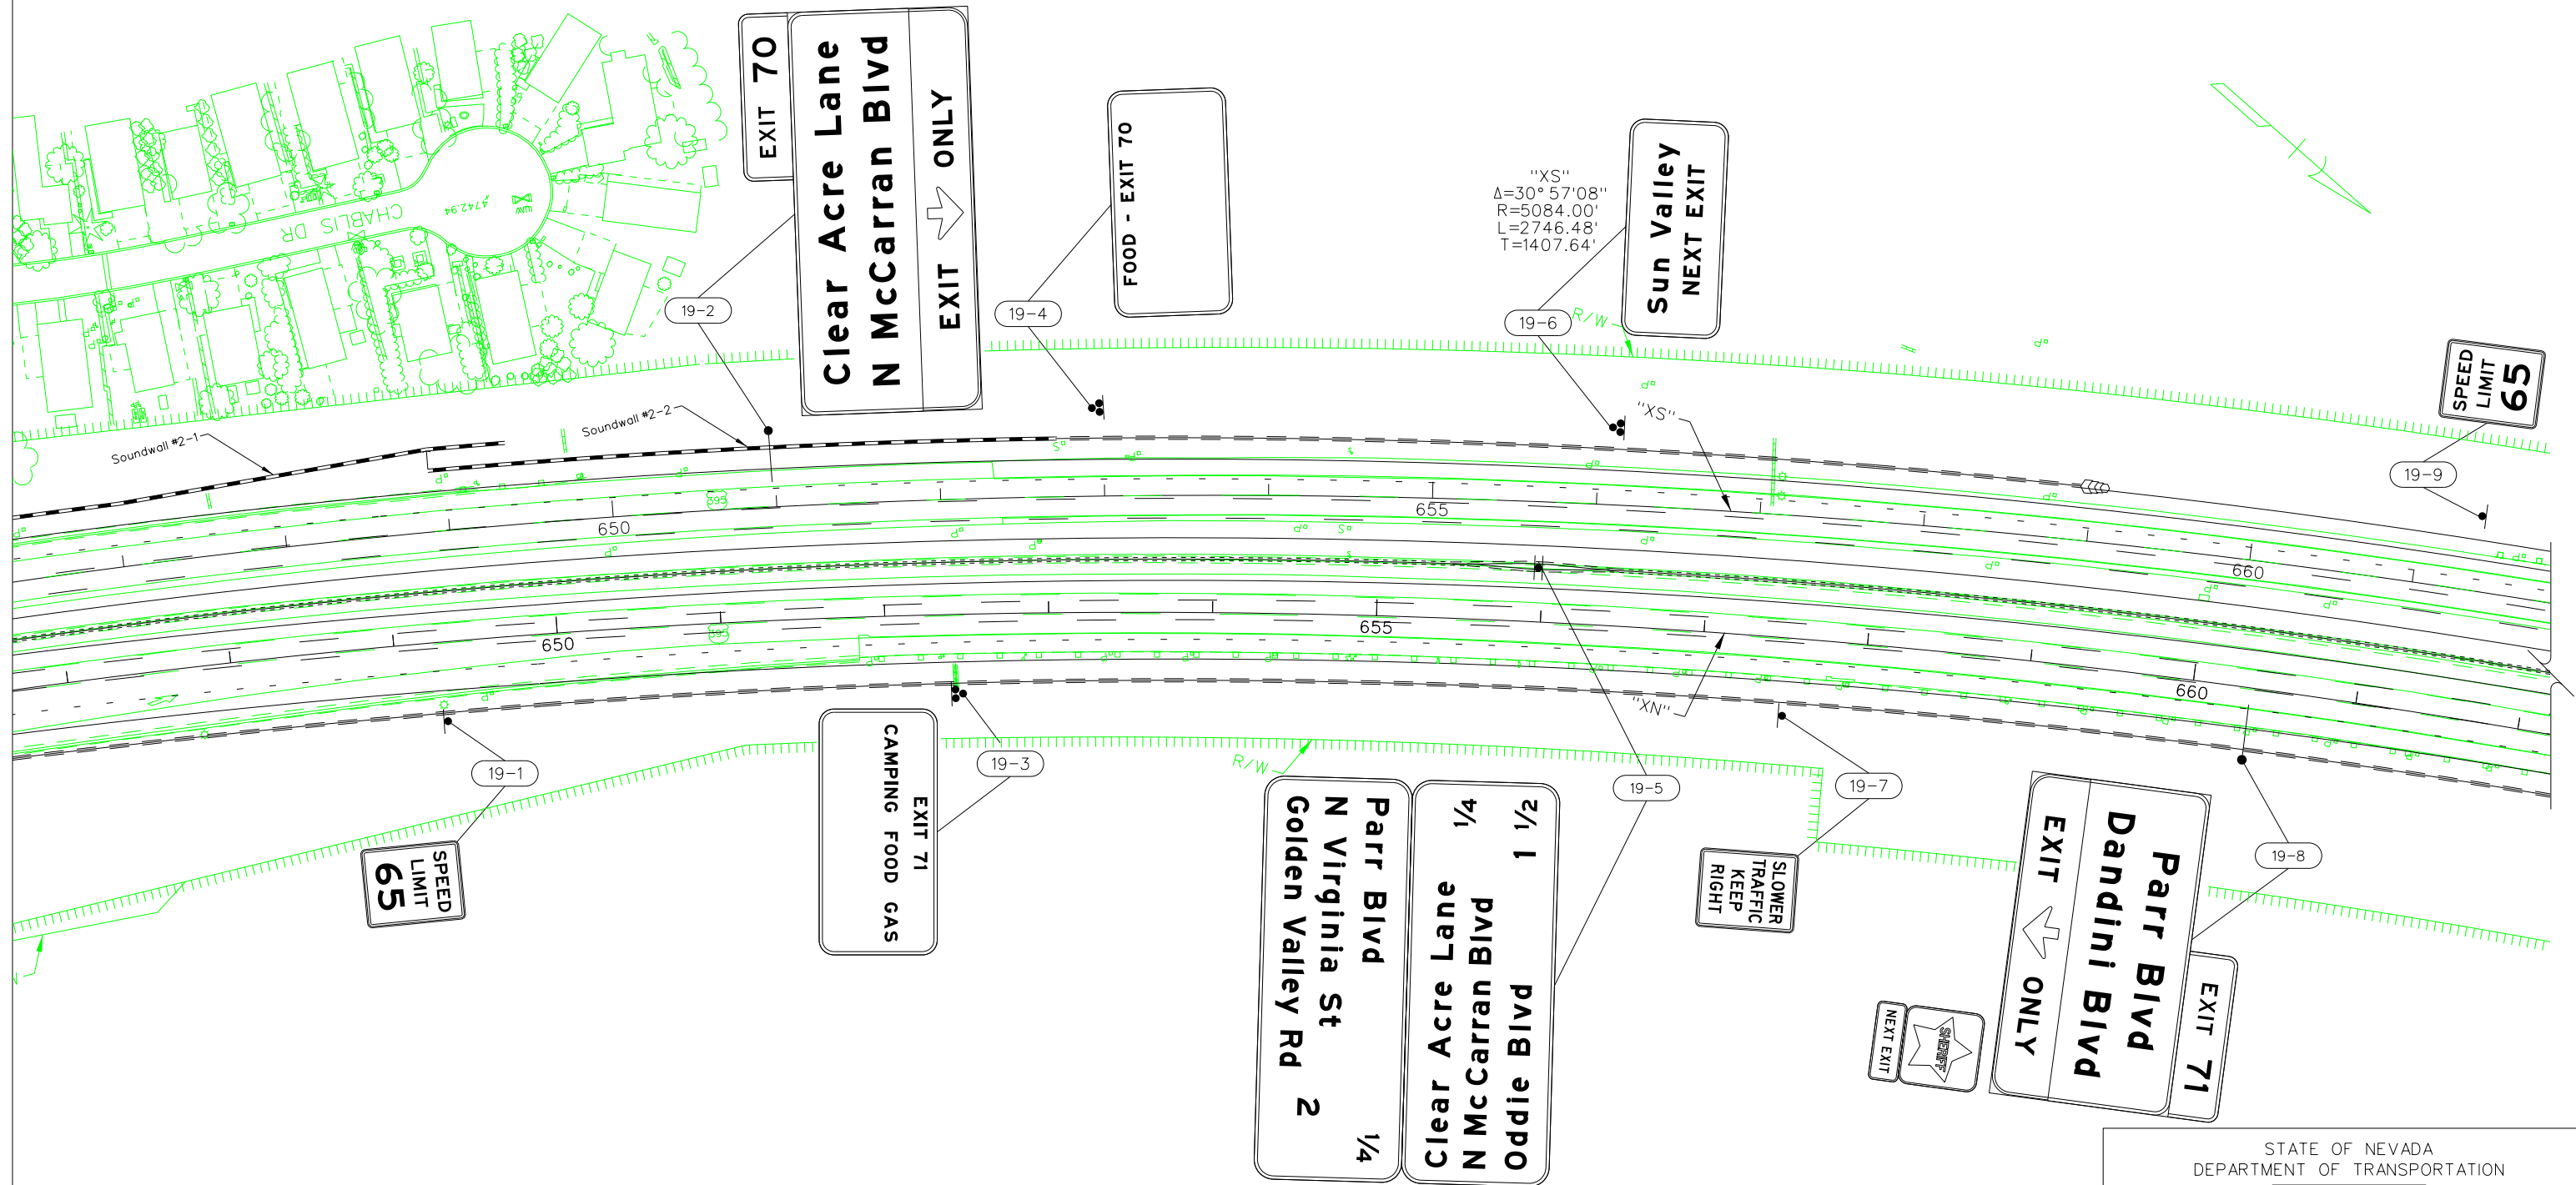 EXIT 70
Clear Acre Lane
N McCarran Blvd
EXIT ONLY
19-2
FOOD - EXIT 70
19-4
"XS"
Δ=30°57'08"
R=5084.00'
L=2746.48'
T=1407.64'
Sun Valley
NEXT EXIT
19-6
R/W
SPEED
LIMIT
65
19-9
CHABLIS DR
4742.94
Soundwall #2-1
Soundwall #2-2
"XS"
395
650
655
660
395
650
655
660
"XN"
19-1
SPEED
LIMIT
65
EXIT 71
CAMPING FOOD GAS
19-3
R/W
Parr Blvd 1/4
N Virginia St
Golden Valley Rd 2
Clear Acre Lane 1/4
N McCarran Blvd
Oddie Blvd 1 1/2
19-5
SLOWER
TRAFFIC
KEEP
RIGHT
19-7
EXIT 71
Parr Blvd
Dandini Blvd
EXIT ONLY
19-8
SHERIFF
NEXT EXIT
STATE OF NEVADA
DEPARTMENT OF TRANSPORTATION